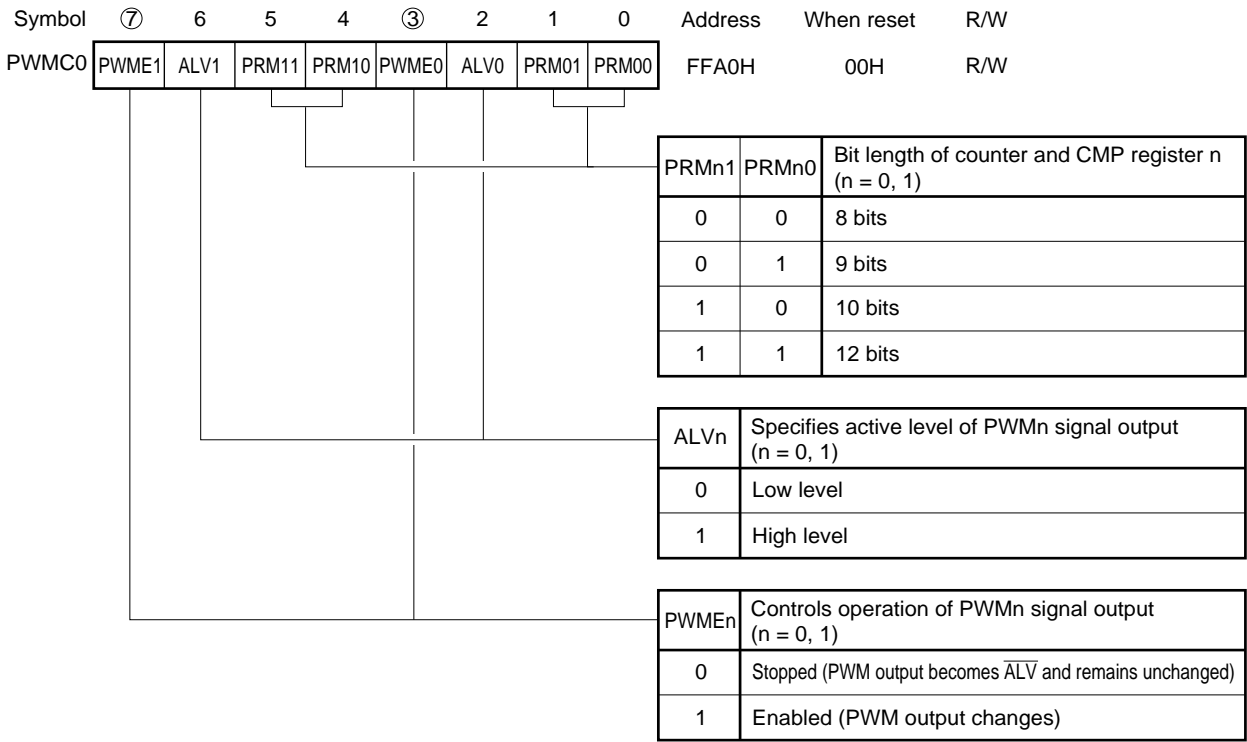 Symbol ⑦ 6 5 4 ③ 2 1 0 Address When reset R/W
PWMC0 PWME1 ALV1 PRM11 PRM10 PWME0 ALV0 PRM01 PRM00 FFA0H 00H R/W
PRMn1 PRMn0 Bit length of counter and CMP register n
(n = 0, 1)
0 0 8 bits
0 1 9 bits
1 0 10 bits
1 1 12 bits
ALVn Specifies active level of PWMn signal output
(n = 0, 1)
0 Low level
1 High level
PWMEn Controls operation of PWMn signal output
(n = 0, 1)
0 Stopped (PWM output becomes A̅L̅V̅ and remains unchanged)
1 Enabled (PWM output changes)